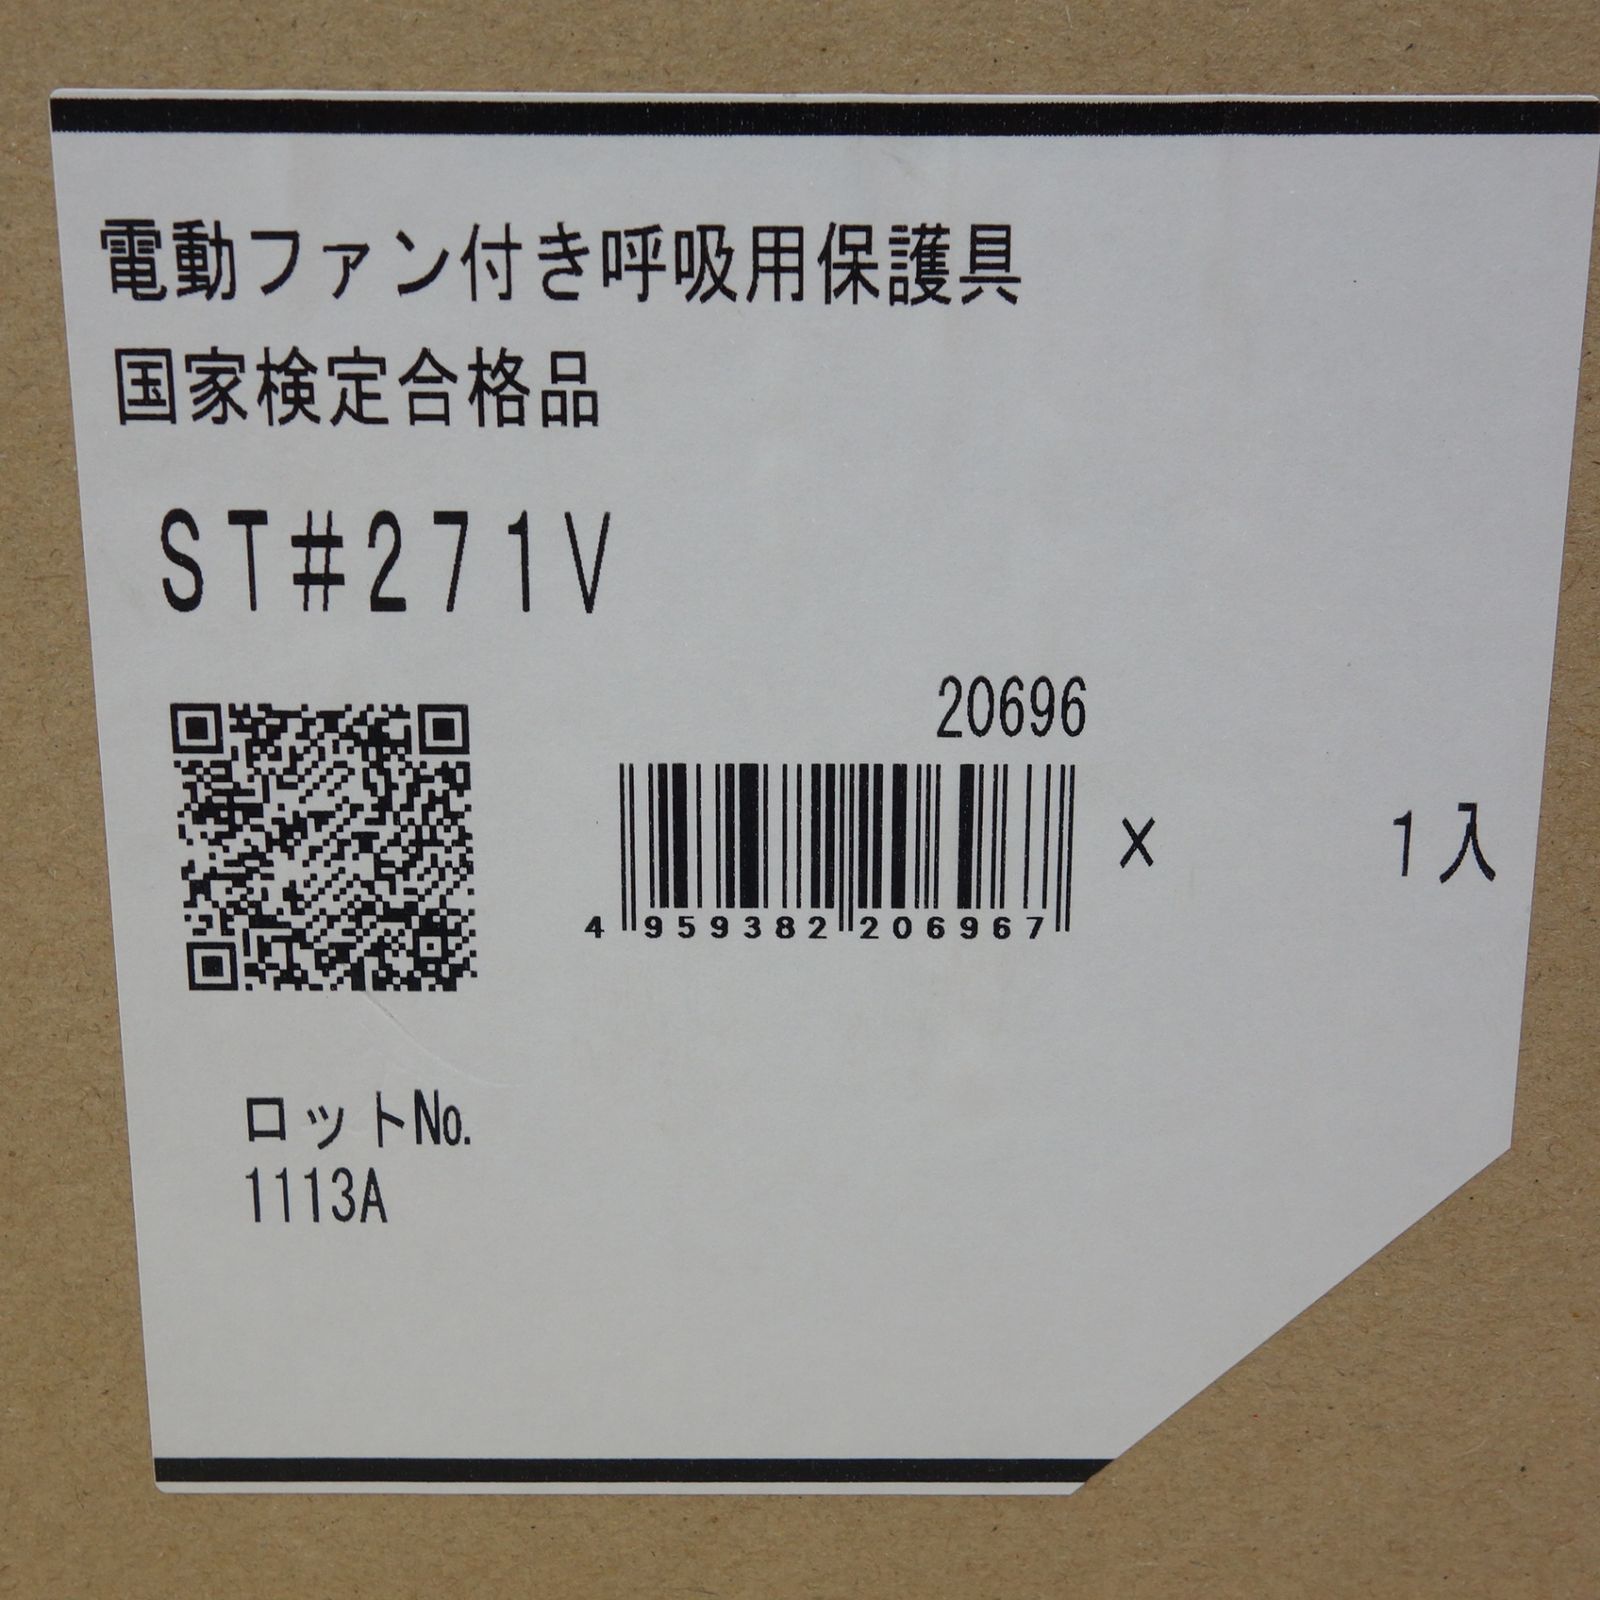 電動ファン付き呼吸用保護具
国家検定合格品
ST#271V
20696
4 959382 206967
× 1入
ロットNo.
1113A